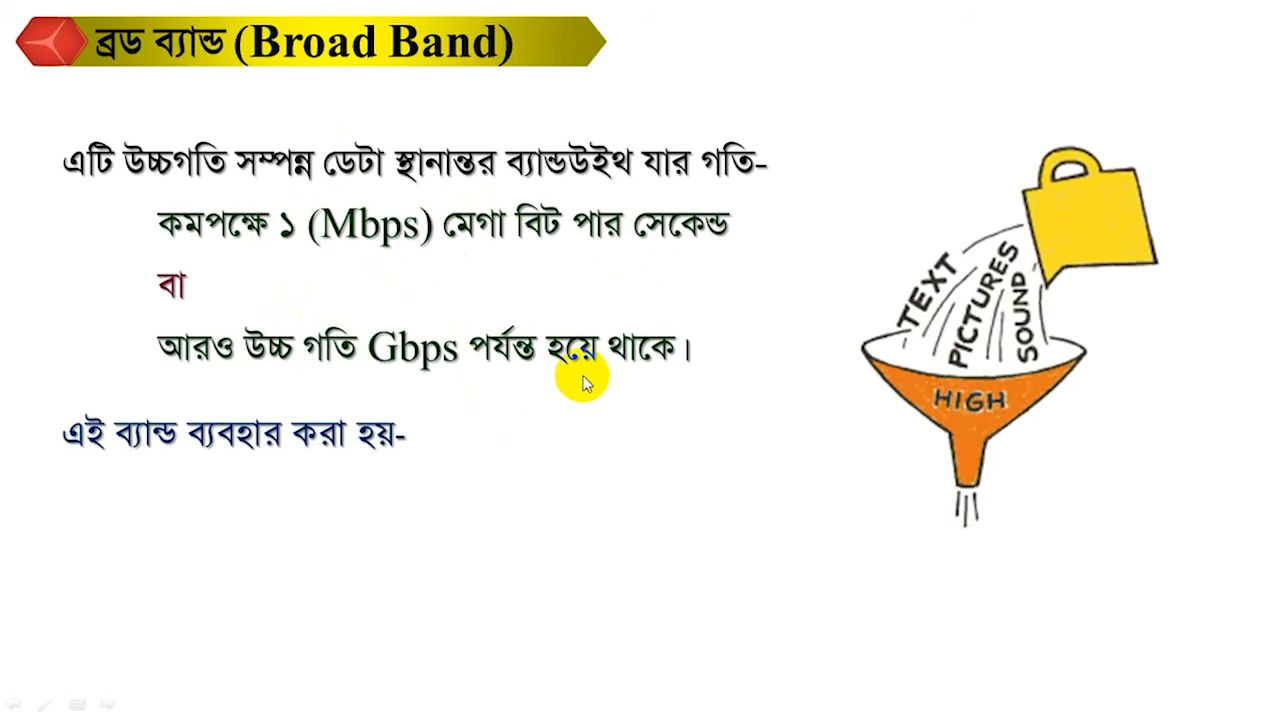 ব্রড ব্যান্ড (Broad Band)
এটি উচ্চগতি সম্পন্ন ডেটা স্থানান্তর ব্যান্ডউইথ যার গতি-
কমপক্ষে ১ (Mbps) মেগা বিট পার সেকেন্ড
বা
আরও উচ্চ গতি Gbps পর্যন্ত হয়ে থাকে।
এই ব্যান্ড ব্যবহার করা হয়-
TEXT
PICTURES
SOUND
HIGH